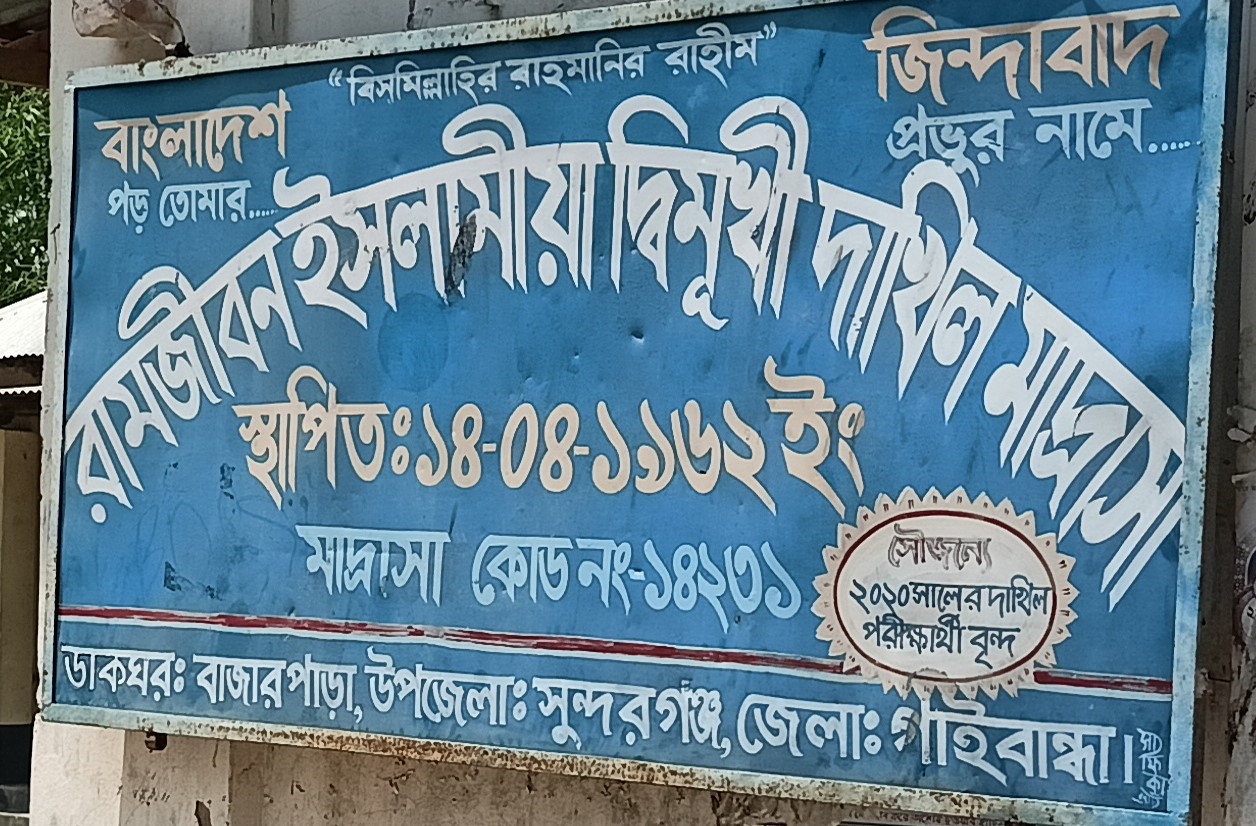 “বিসমিল্লাহির রাহমানির রাহীম”
বাংলাদেশ জিন্দাবাদ
পড় তোমার..... প্রভূর নামে.....
রামজীবন ইসলামীয়া দ্বিমূখী দাখিল মাদ্রাসা
স্থাপিতঃ১৪-০৪-১৯৬২ ইং
মাদ্রাসা কোড নং-১৪২৩১
সৌজন্যে
২০২০সালের দাখিল
পরীক্ষার্থী বৃন্দ
ডাকঘরঃ বাজারপাড়া, উপজেলাঃ সুন্দরগঞ্জ, জেলাঃ গাইবান্ধা।